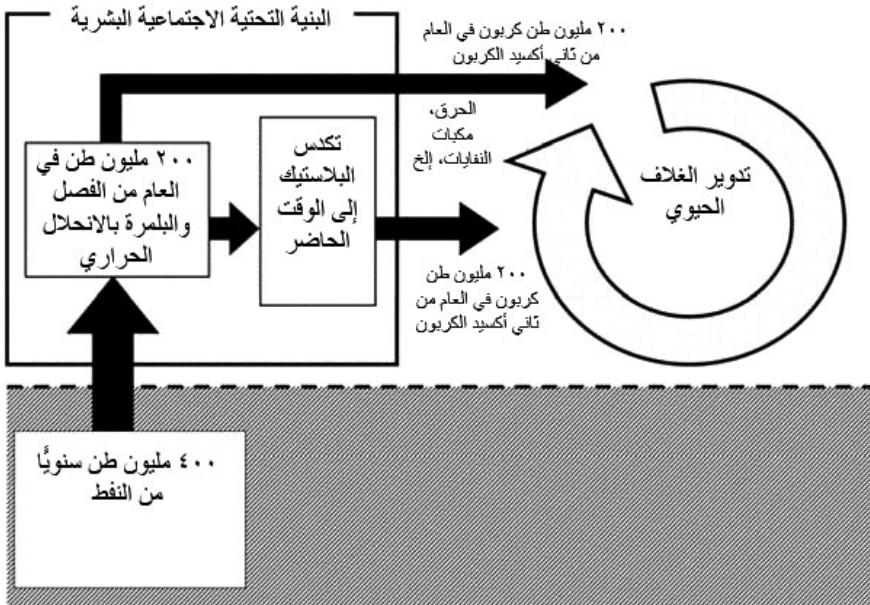 البنية التحتية الاجتماعية البشرية
٢٠٠ مليون طن كربون في العام
من ثاني أكسيد الكربون
الحرق،
مكبات
النفايات، إلخ
٢٠٠ مليون طن في
العام من الفصل
والبلمرة بالانحلال
الحراري
تكدس
البلاستيك
إلى الوقت
الحاضر
تدوير الغلاف
الحيوي
٢٠٠ مليون طن
كربون في العام من
ثاني أكسيد الكربون
٤٠٠ مليون طن سنويًّا
من النفط